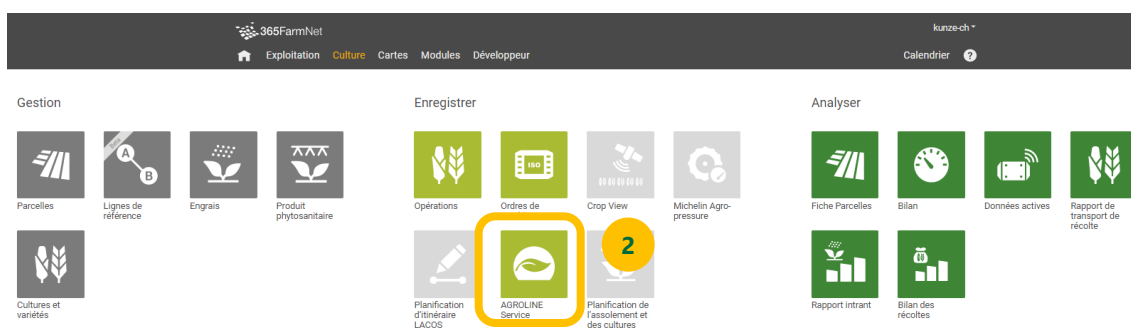 365FarmNet
kunze-ch
Exploitation Culture Cartes Modules Développeur
Calendrier ?
Gestion
Enregistrer
Analyser
Beta
A
B
ISO
Parcelles
Lignes de
référence
Engrais
Produit
phytosanitaire
Opérations
Ordres de
Crop View
Michelin Agro-
pressure
Fiche Parcelles
Bilan
Données actives
Rapport de
transport de
récolte
2
Cultures et
variétés
Planification
d'itinéraire
LACOS
AGROLINE
Service
Planification de
l'assolement et
des cultures
Rapport intrant
Bilan des
récoltes